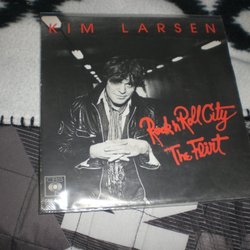 KIM LARSEN
Rock'n Roll City
"The Flirt